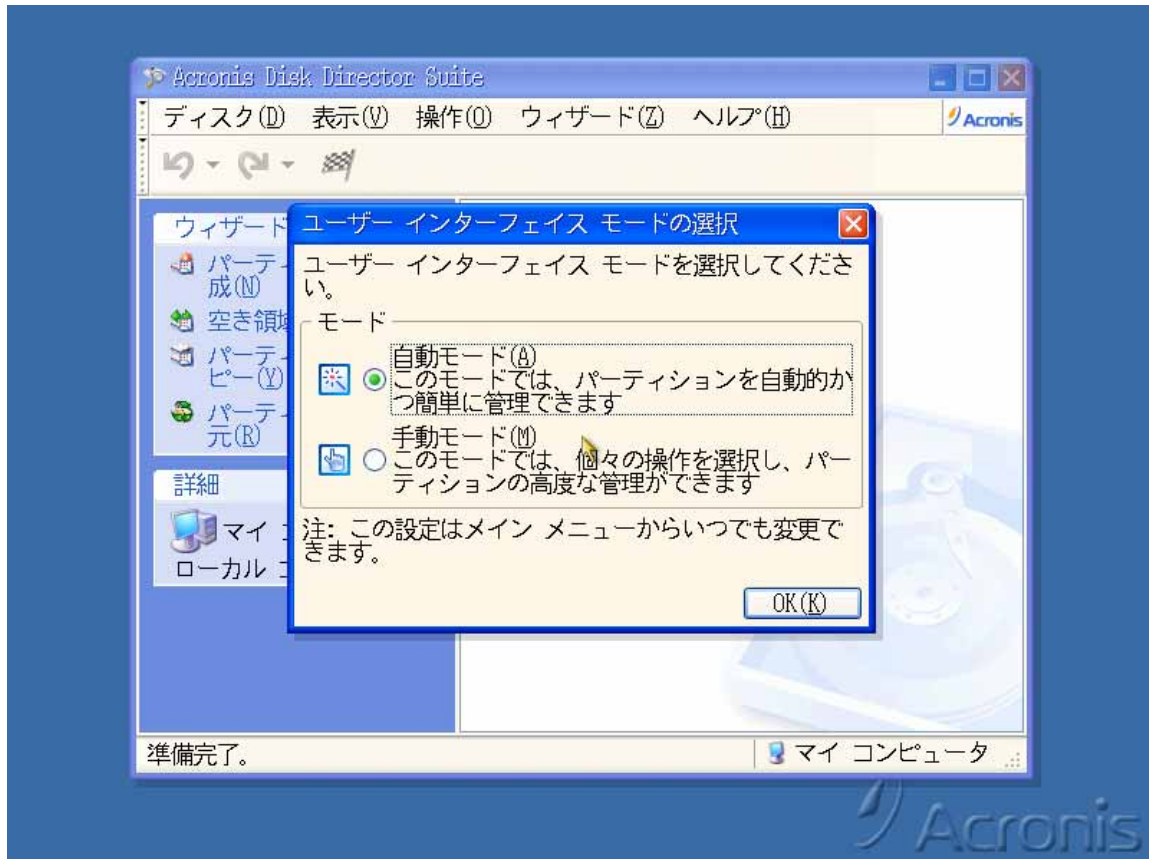 Acronis Disk Director Suite
ディスク(D) 表示(V) 操作(O) ウィザード(Z) ヘルプ(H)
Acronis
ウィザード
パーティ
成(N)
空き領域
パーティ
ピー(Y)
パーティ
元(R)
詳細
マイ コ
ローカル コ
ユーザー インターフェイス モードの選択
ユーザー インターフェイス モードを選択してくださ
い。
モード
自動モード(A)
このモードでは、パーティションを自動的か
つ簡単に管理できます
手動モード(M)
このモードでは、個々の操作を選択し、パー
ティションの高度な管理ができます
注: この設定はメイン メニューからいつでも変更で
きます。
OK(K)
準備完了。
マイ コンピュータ
Acronis